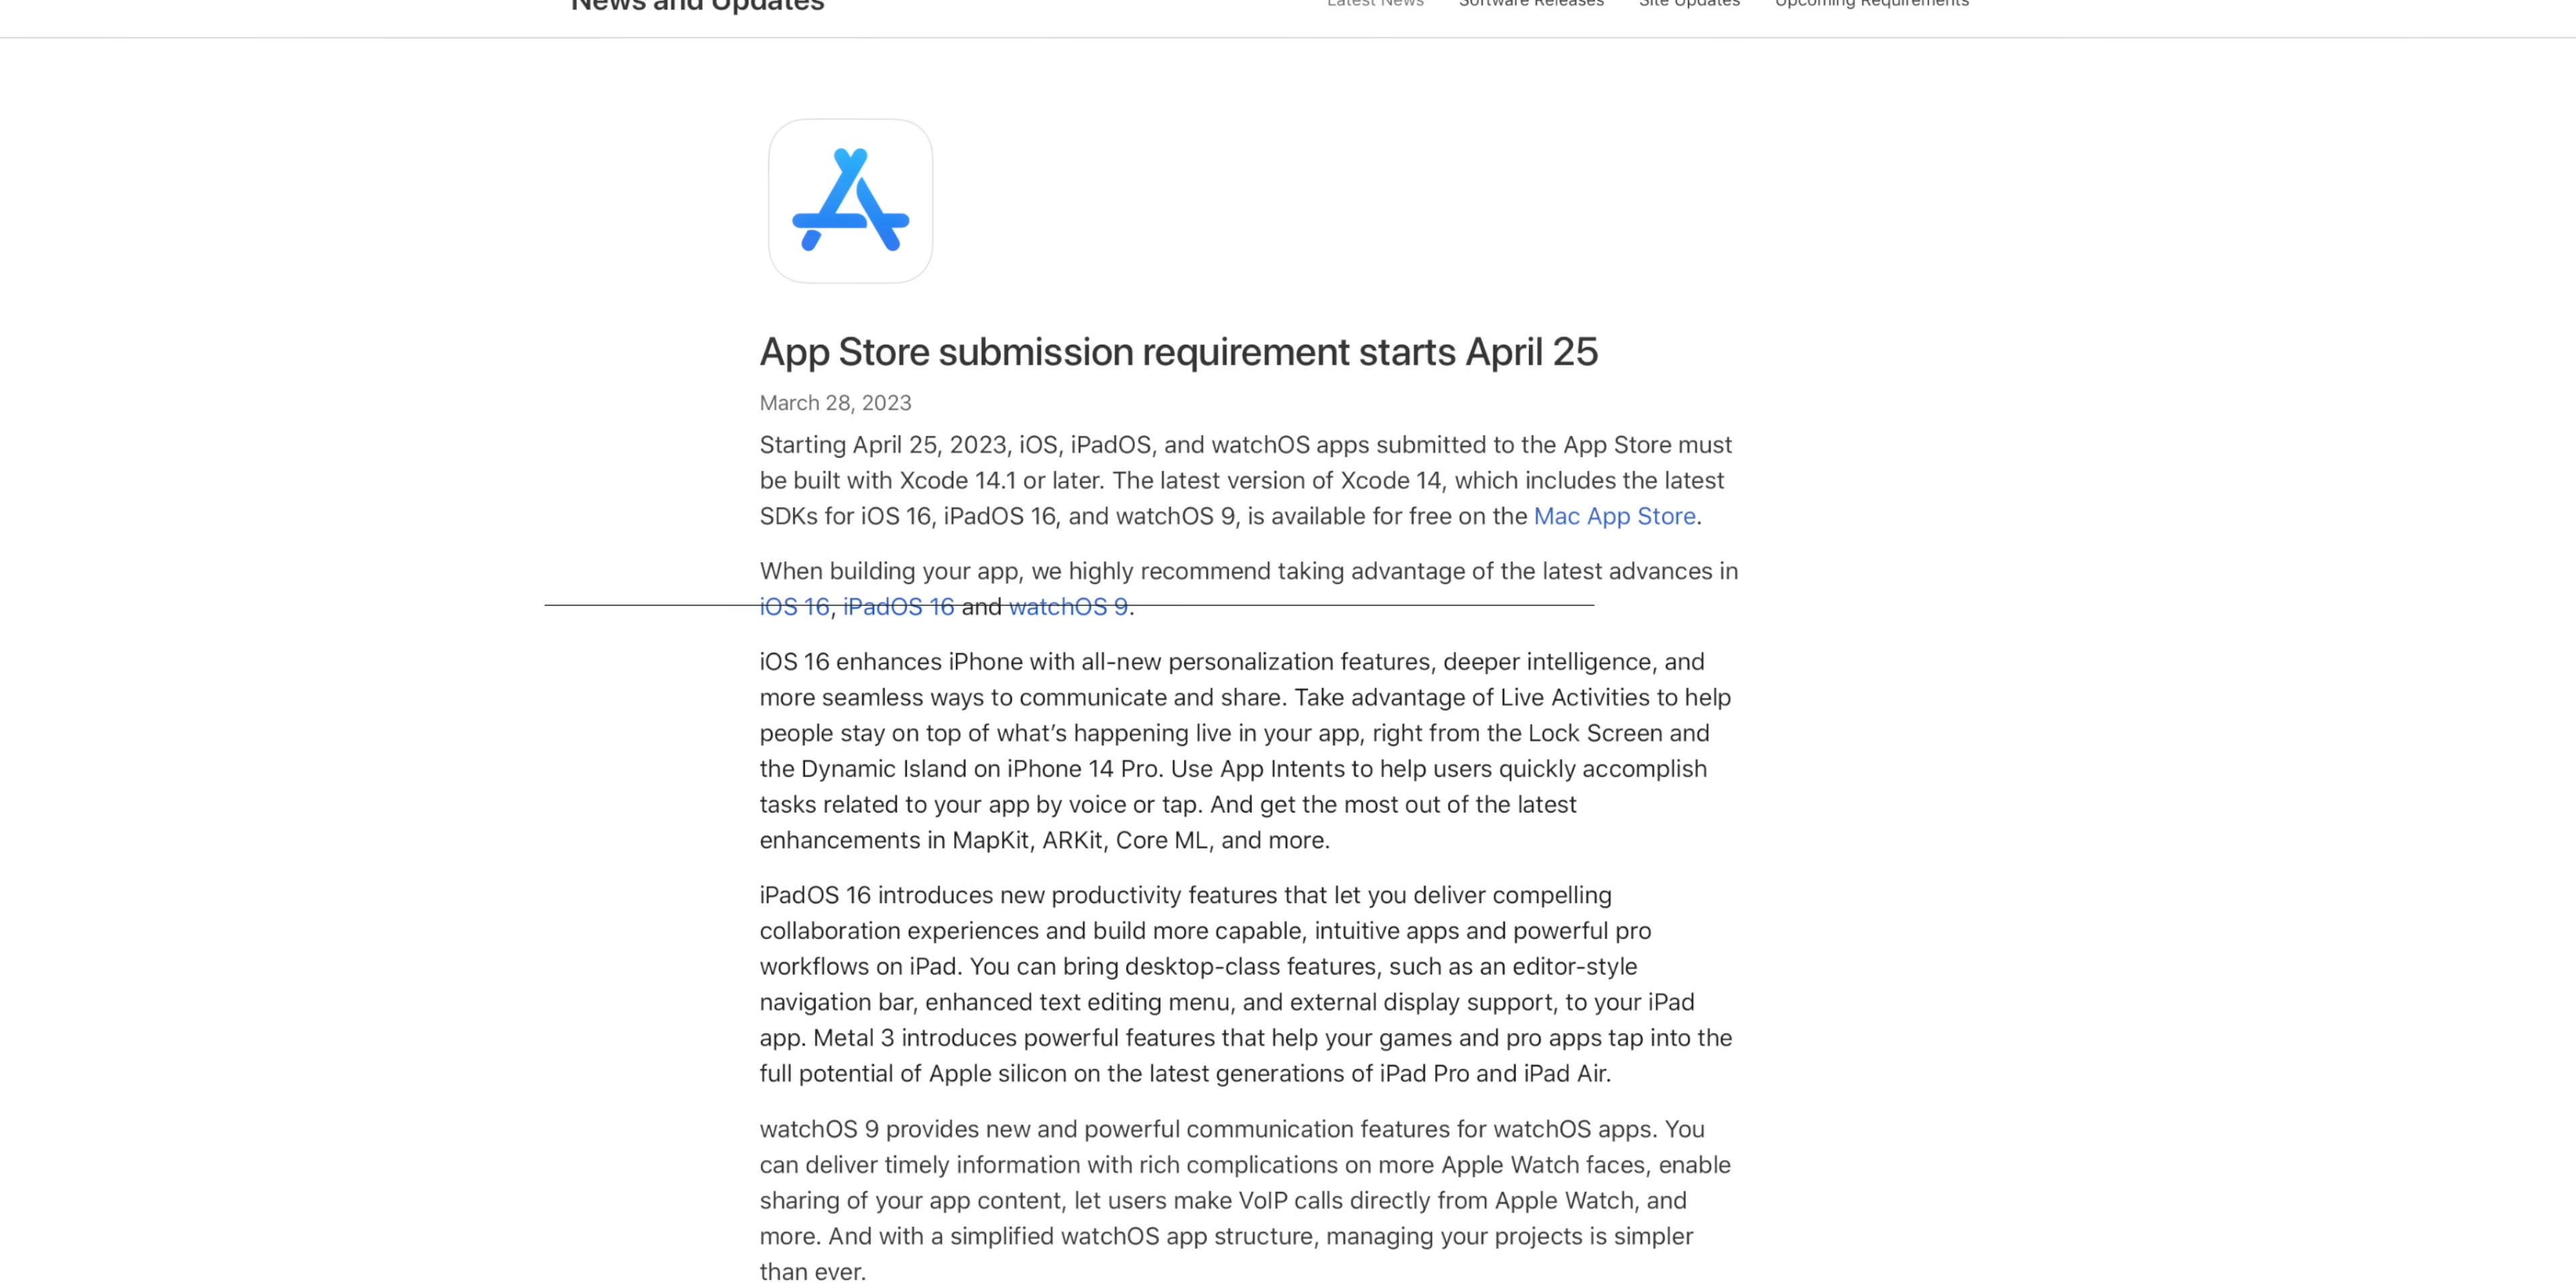 News and Updates
Latest News Software Releases Site Updates Upcoming Requirements
App Store submission requirement starts April 25
March 28, 2023
Starting April 25, 2023, iOS, iPadOS, and watchOS apps submitted to the App Store must
be built with Xcode 14.1 or later. The latest version of Xcode 14, which includes the latest
SDKs for iOS 16, iPadOS 16, and watchOS 9, is available for free on the Mac App Store.
When building your app, we highly recommend taking advantage of the latest advances in
iOS 16, iPadOS 16 and watchOS 9.
iOS 16 enhances iPhone with all-new personalization features, deeper intelligence, and
more seamless ways to communicate and share. Take advantage of Live Activities to help
people stay on top of what’s happening live in your app, right from the Lock Screen and
the Dynamic Island on iPhone 14 Pro. Use App Intents to help users quickly accomplish
tasks related to your app by voice or tap. And get the most out of the latest
enhancements in MapKit, ARKit, Core ML, and more.
iPadOS 16 introduces new productivity features that let you deliver compelling
collaboration experiences and build more capable, intuitive apps and powerful pro
workflows on iPad. You can bring desktop-class features, such as an editor-style
navigation bar, enhanced text editing menu, and external display support, to your iPad
app. Metal 3 introduces powerful features that help your games and pro apps tap into the
full potential of Apple silicon on the latest generations of iPad Pro and iPad Air.
watchOS 9 provides new and powerful communication features for watchOS apps. You
can deliver timely information with rich complications on more Apple Watch faces, enable
sharing of your app content, let users make VoIP calls directly from Apple Watch, and
more. And with a simplified watchOS app structure, managing your projects is simpler
than ever.